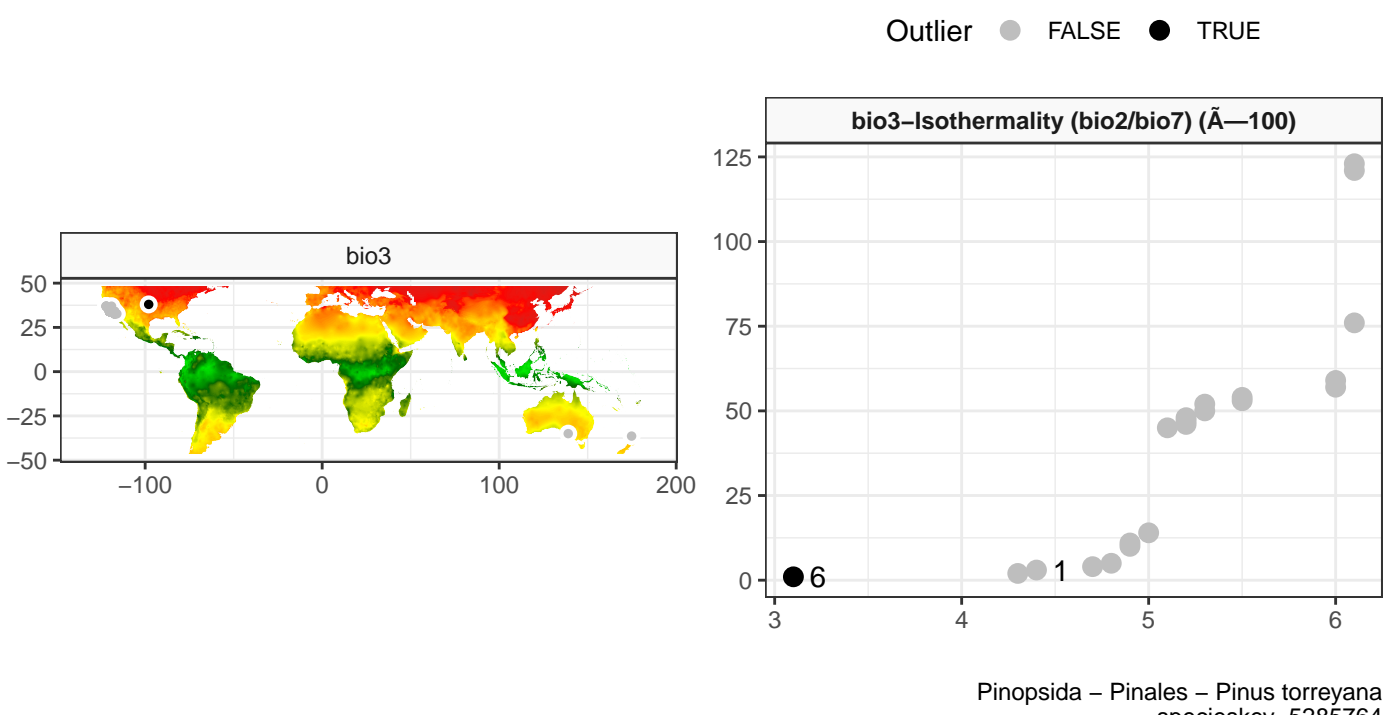 Outlier FALSE TRUE
bio3
50
25
0
−25
−50
−100 0 100 200
bio3−Isothermality (bio2/bio7) (Ã—100)
125
100
75
50
25
0
6
1
3 4 5 6
Pinopsida − Pinales − Pinus torreyana